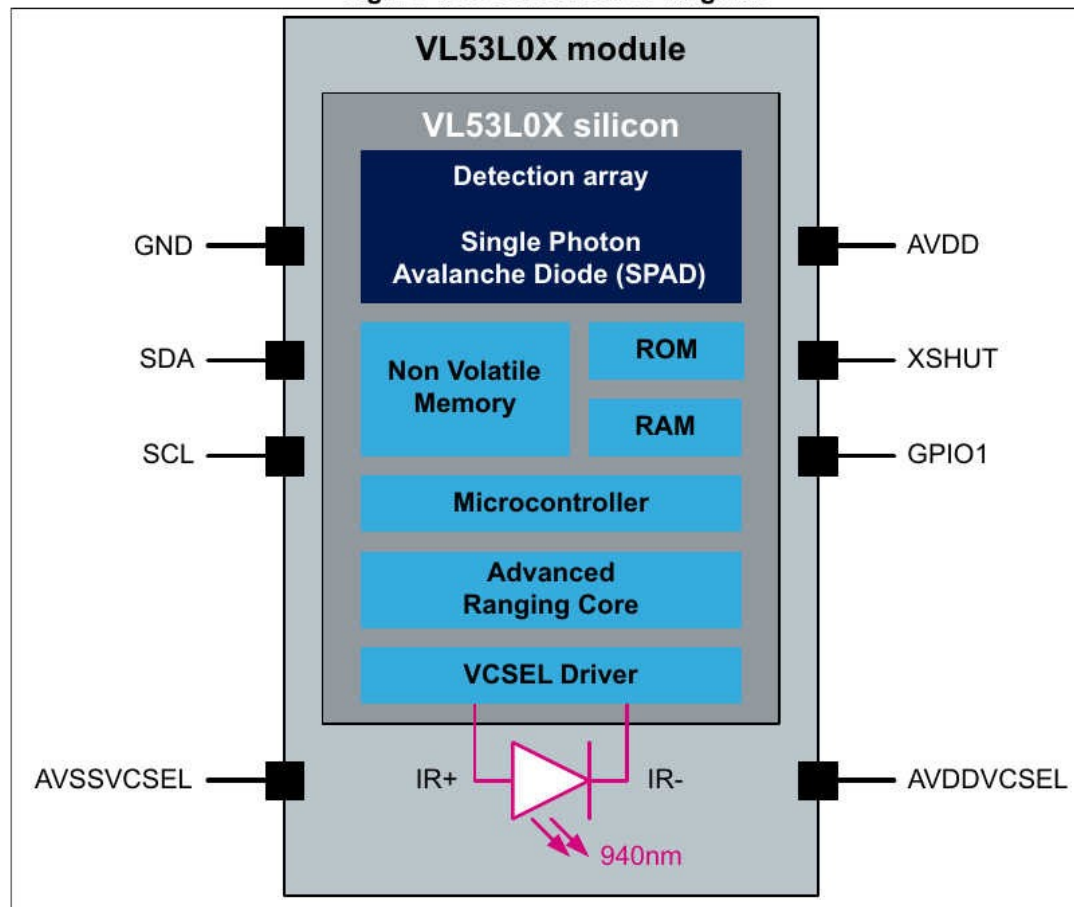 VL53L0X module
VL53L0X silicon
Detection array
Single Photon
Avalanche Diode (SPAD)
GND
AVDD
SDA
Non Volatile
Memory
ROM
XSHUT
SCL
RAM
GPIO1
Microcontroller
Advanced
Ranging Core
VCSEL Driver
AVSSVCSEL
IR+
IR-
AVDDVCSEL
940nm